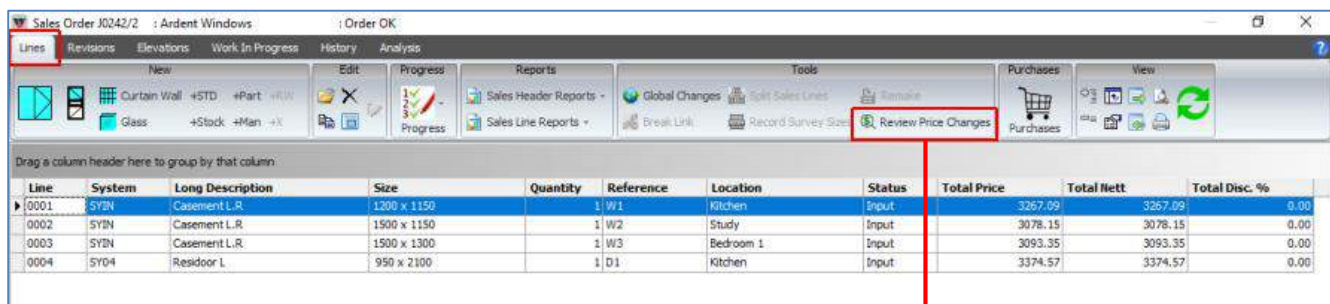 Sales Order J0242/2 : Ardent Windows : Order OK
Lines Revisions Elevations Work In Progress History Analysis
New Edit Progress Reports Tools Purchases View
Curtain Wall +STD +Part +RW Sales Header Reports Global Changes Split Sales Lines Remake
Glass +Stock +Man +X Progress Sales Line Reports Break Link Record Survey Sizes Review Price Changes Purchases
Drag a column header here to group by that column
Line System Long Description Size Quantity Reference Location Status Total Price Total Nett Total Disc. %
0001 SYIN Casement L.R 1200 x 1150 1 W1 Kitchen Input 3267.09 3267.09 0.00
0002 SYIN Casement L.R 1500 x 1150 1 W2 Study Input 3078.15 3078.15 0.00
0003 SYIN Casement L.R 1500 x 1300 1 W3 Bedroom 1 Input 3093.35 3093.35 0.00
0004 SY04 Residoor L 950 x 2100 1 D1 Kitchen Input 3374.57 3374.57 0.00